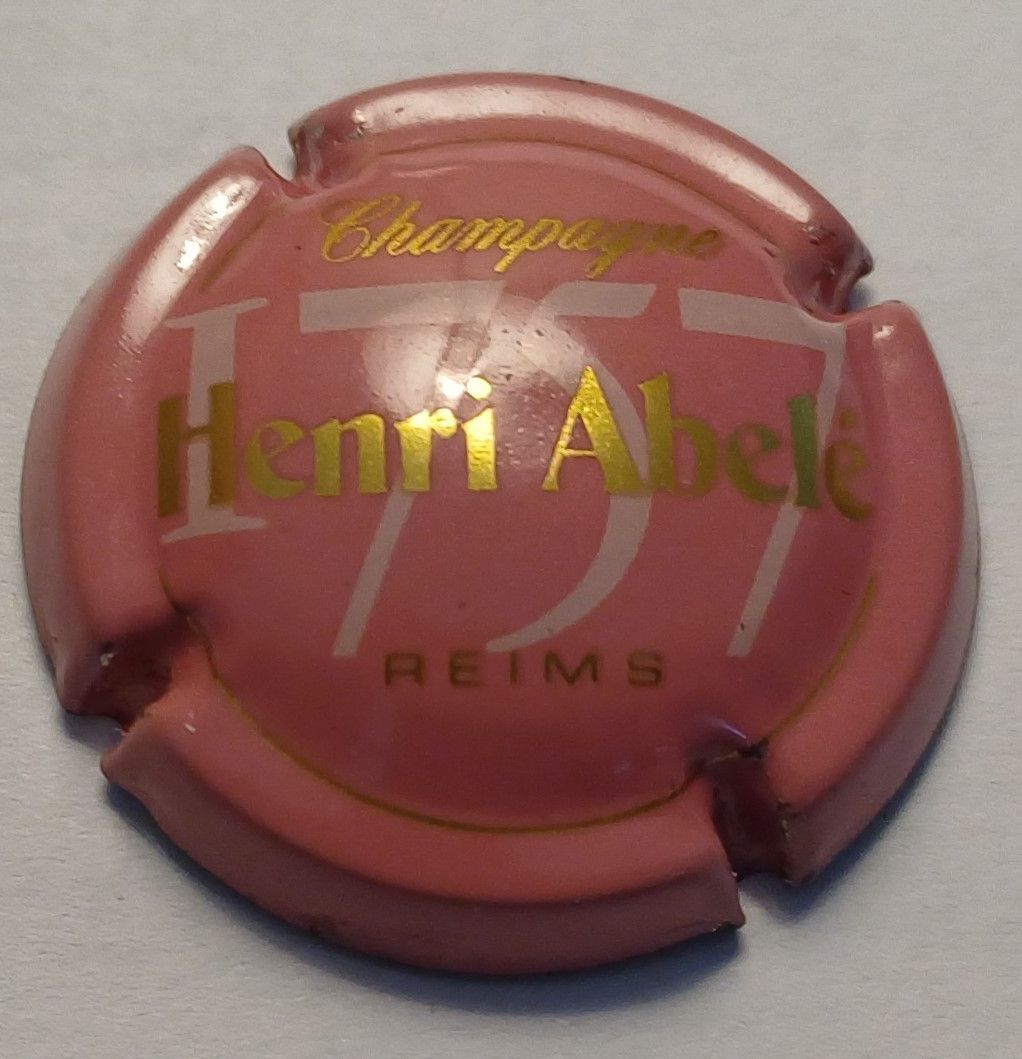 Champagne
1757
Henri Abelé
REIMS